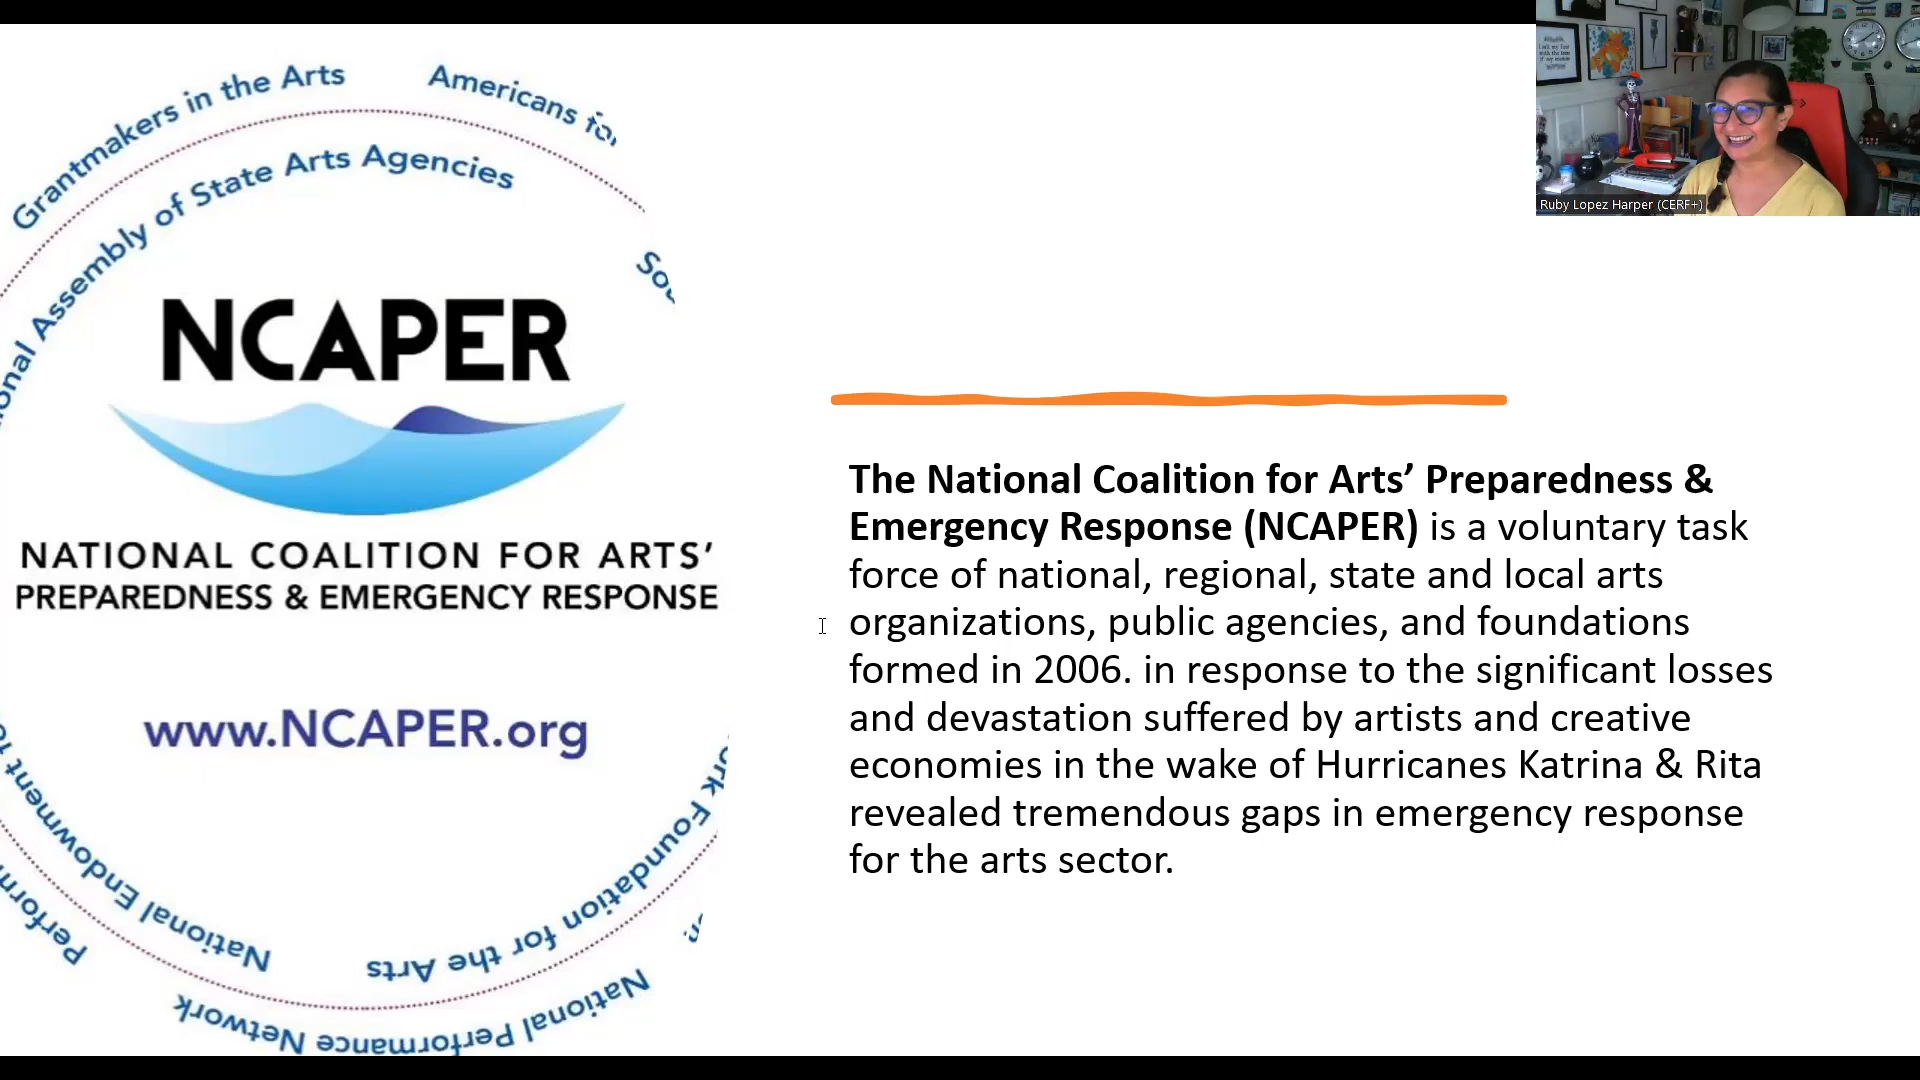 Grantmakers in the Arts
Americans for
National Assembly of State Arts Agencies
NCAPER
NATIONAL COALITION FOR ARTS’
PREPAREDNESS & EMERGENCY RESPONSE
www.NCAPER.org
National Endowment
Foundation for the Arts
National Performance Network
Ruby Lopez Harper (CERF+)
The National Coalition for Arts’ Preparedness &
Emergency Response (NCAPER) is a voluntary task
force of national, regional, state and local arts
organizations, public agencies, and foundations
formed in 2006. in response to the significant losses
and devastation suffered by artists and creative
economies in the wake of Hurricanes Katrina & Rita
revealed tremendous gaps in emergency response
for the arts sector.